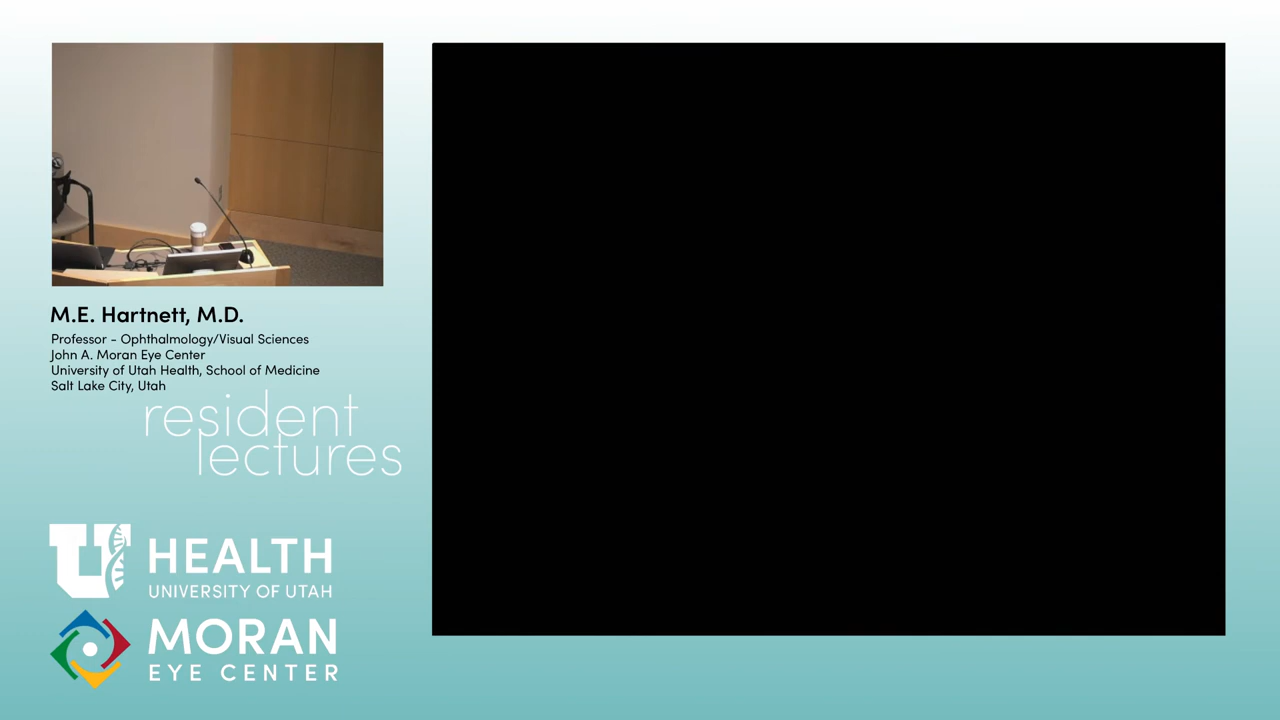 M.E. Hartnett, M.D.
Professor - Ophthalmology/Visual Sciences
John A. Moran Eye Center
University of Utah Health, School of Medicine
Salt Lake City, Utah
resident
lectures
U HEALTH
UNIVERSITY OF UTAH
MORAN
EYE CENTER